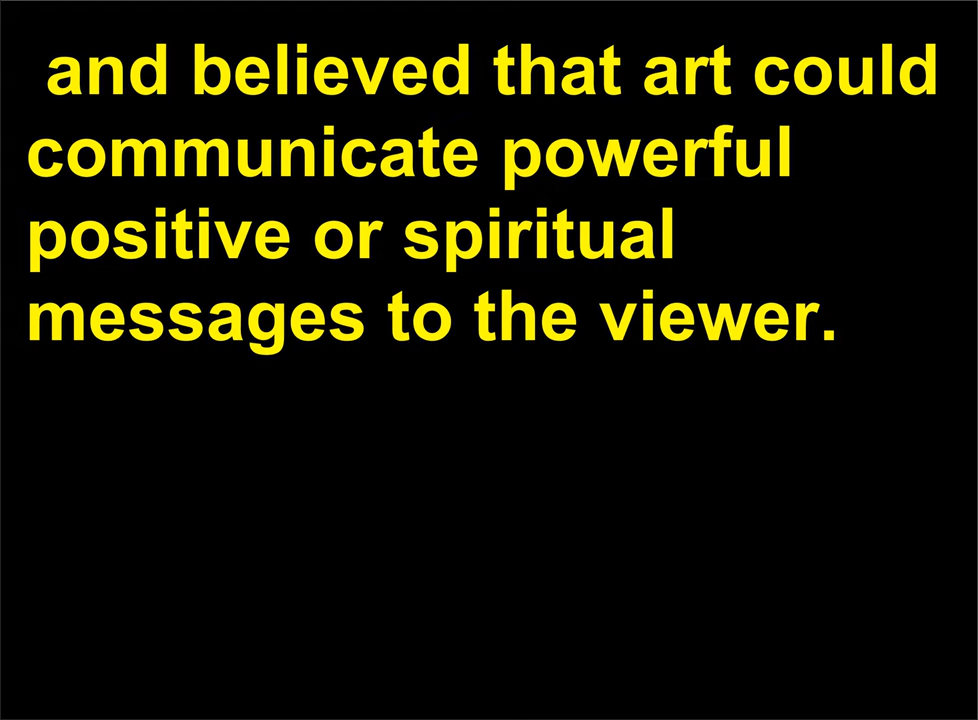 and believed that art could
communicate powerful
positive or spiritual
messages to the viewer.